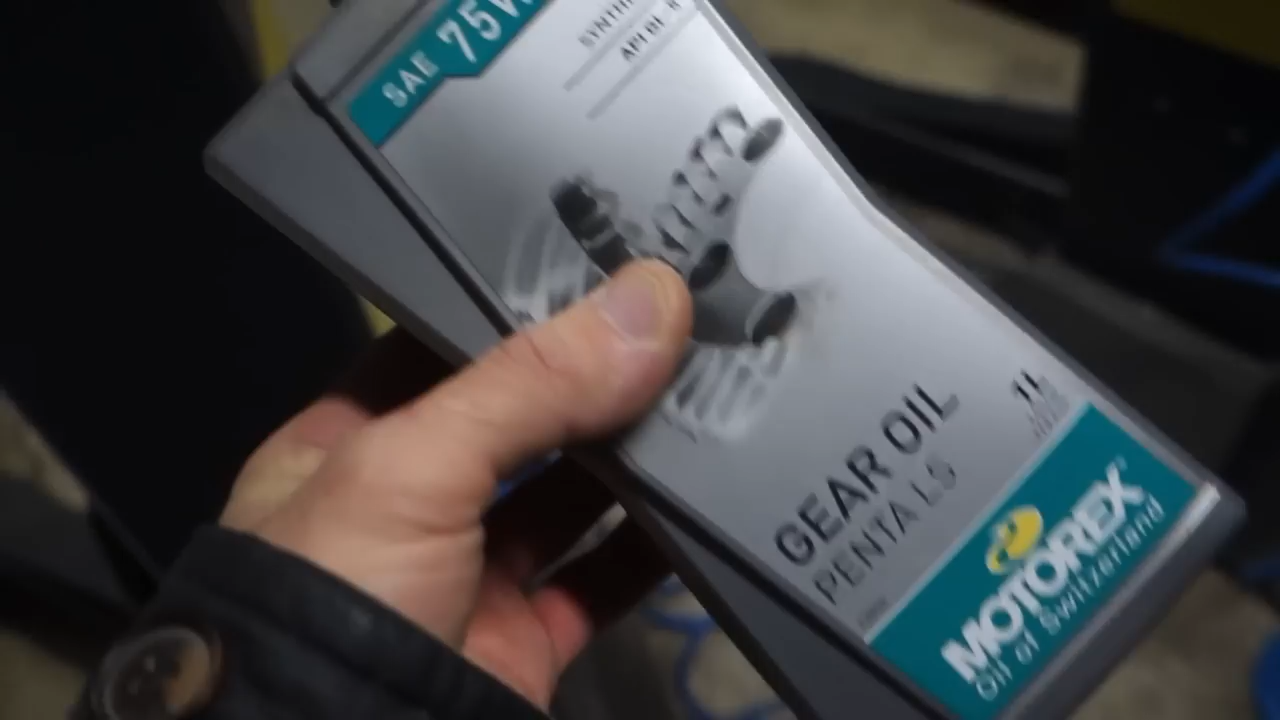 SAE 75W
GEAR OIL
PENTA LS
1L
MOTOREX
Oil of Switzerland